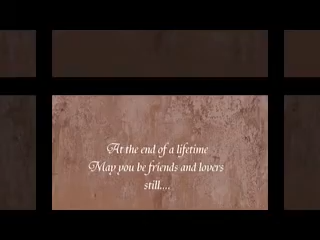 At the end of a lifetime
May you be friends and lovers
still....